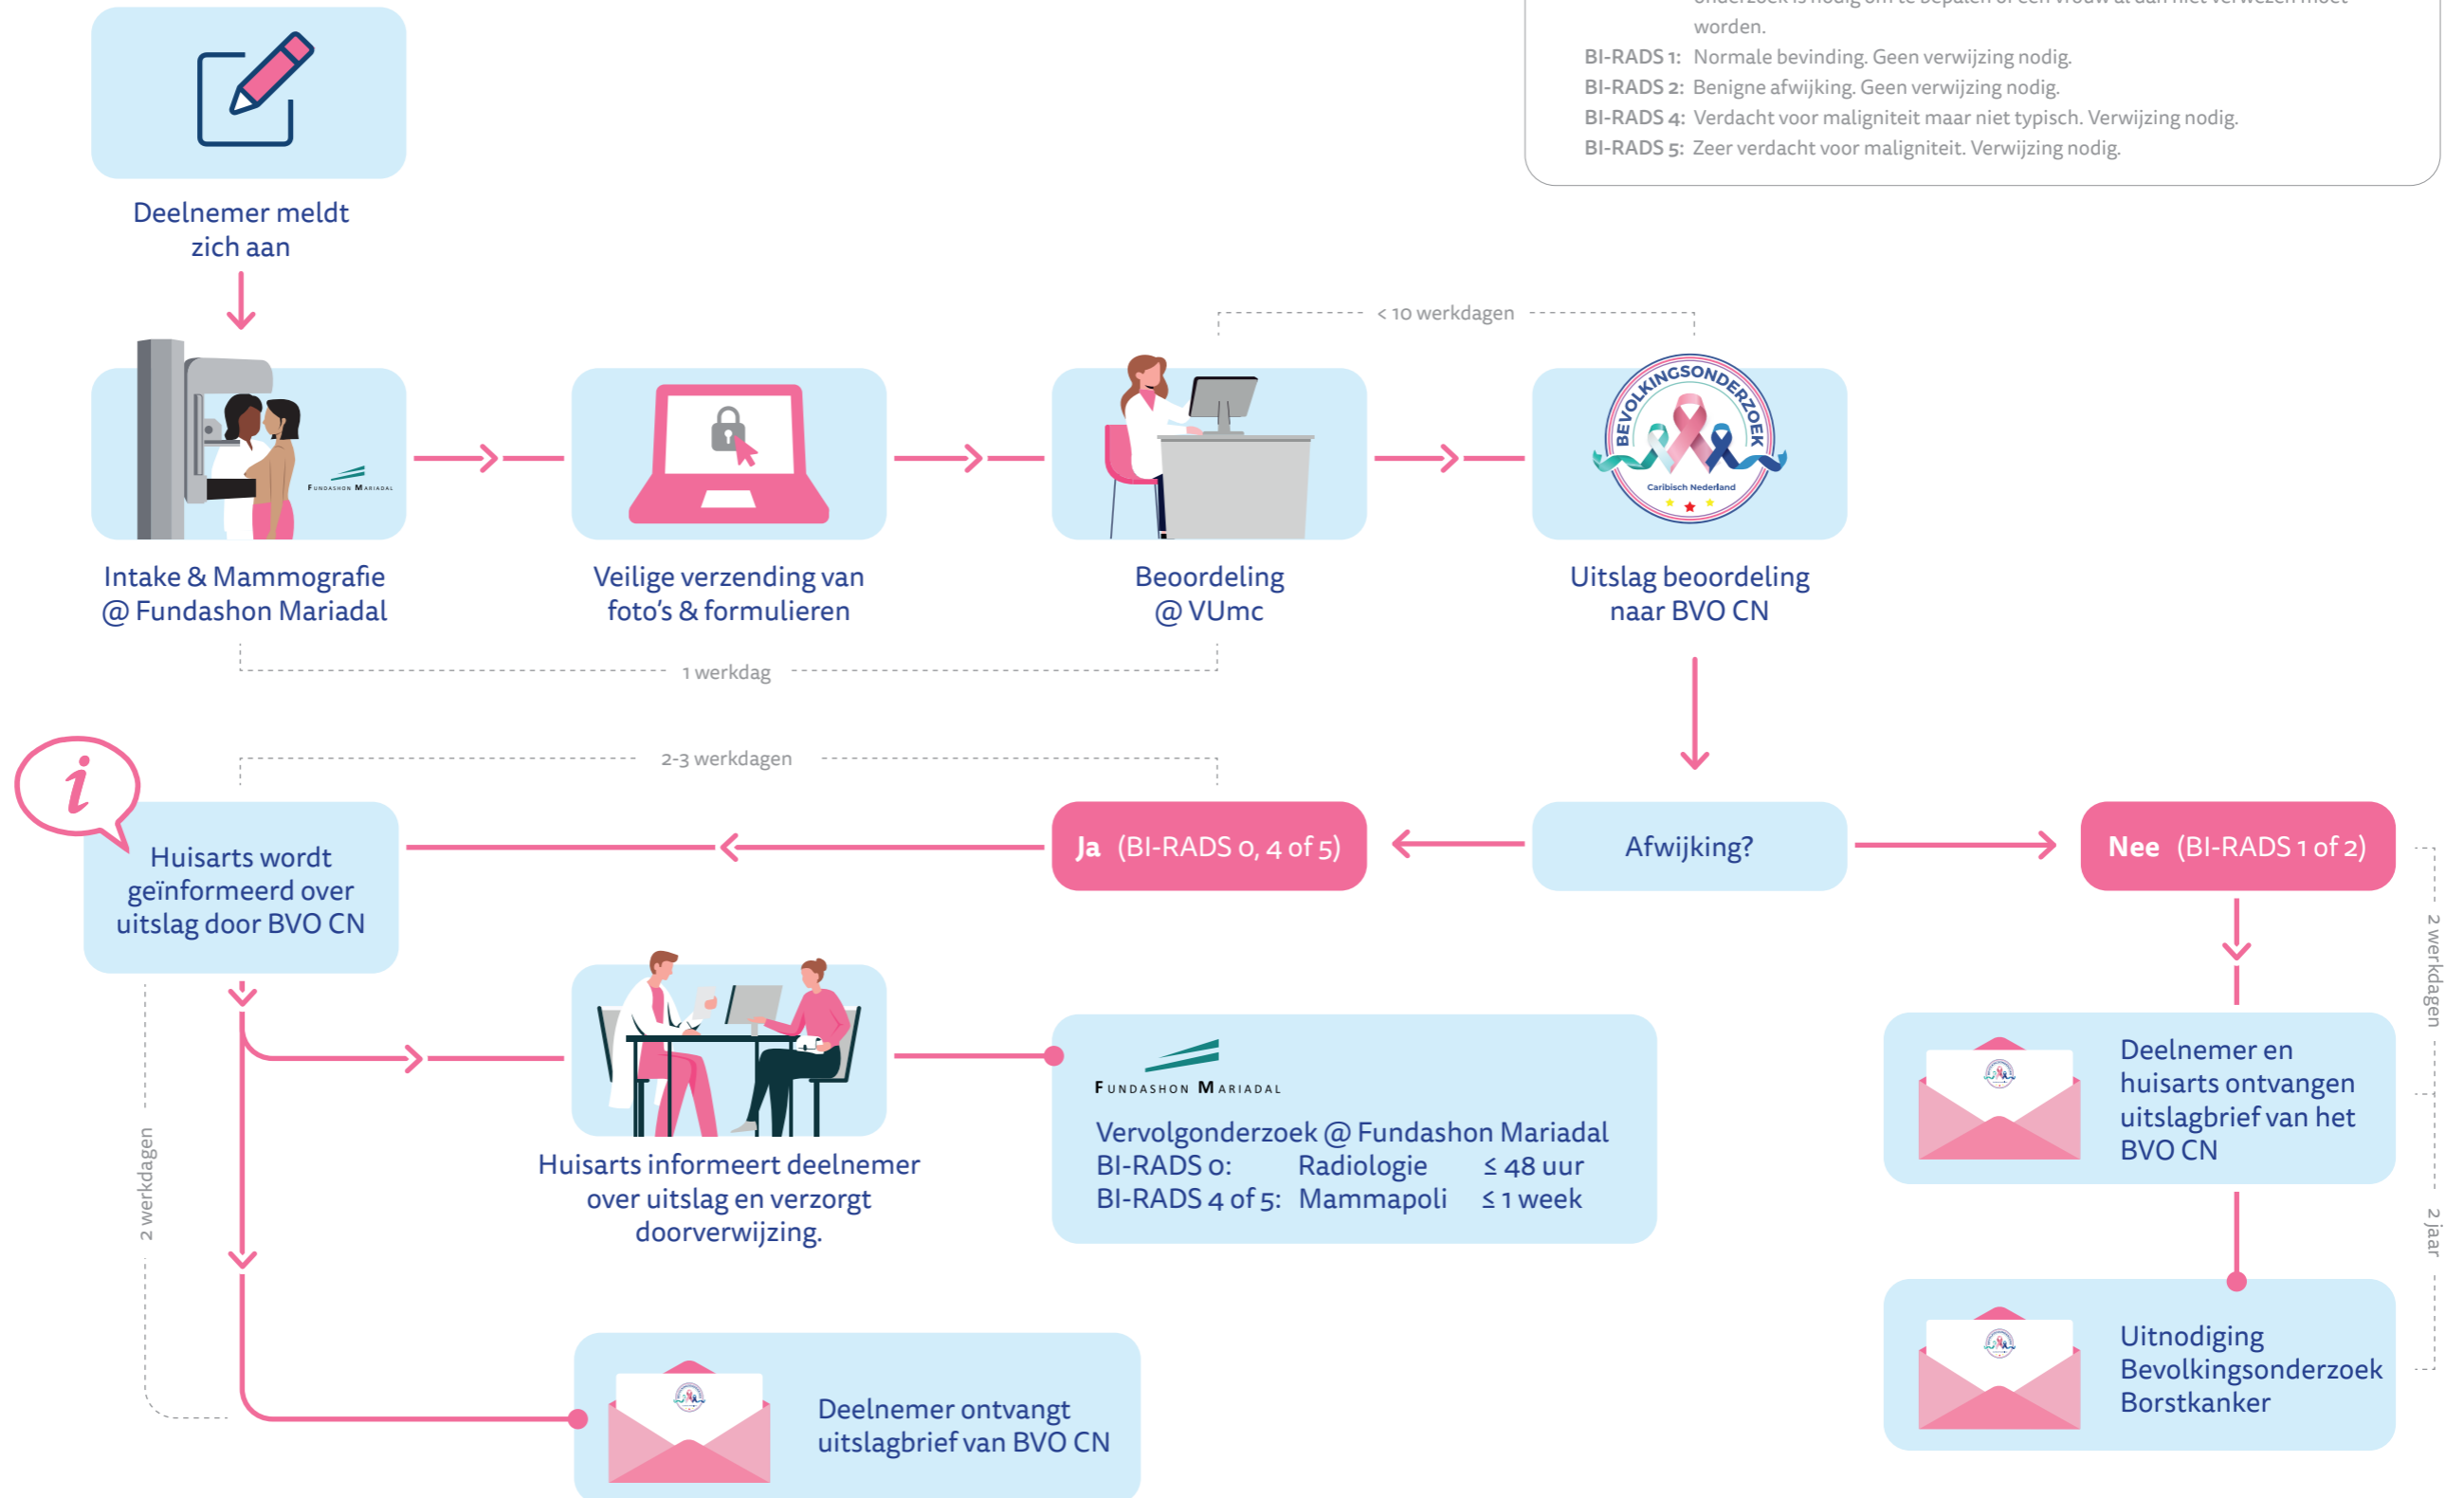 worden.
BI-RADS 1: Normale bevinding. Geen verwijzing nodig.
BI-RADS 2: Benigne afwijking. Geen verwijzing nodig.
BI-RADS 4: Verdacht voor maligniteit maar niet typisch. Verwijzing nodig.
BI-RADS 5: Zeer verdacht voor maligniteit. Verwijzing nodig.
Deelnemer meldt
zich aan
< 10 werkdagen
FUNDASHON MARIADAL
BEVOLKINGSONDERZOEK
Caribisch Nederland
Intake & Mammografie
@ Fundashon Mariadal
Veilige verzending van
foto's & formulieren
Beoordeling
@ VUmc
Uitslag beoordeling
naar BVO CN
1 werkdag
2-3 werkdagen
i
Huisarts wordt
geïnformeerd over
uitslag door BVO CN
Ja (BI-RADS 0, 4 of 5)
Afwijking?
Nee (BI-RADS 1 of 2)
2 werkdagen
2 werkdagen
Huisarts informeert deelnemer
over uitslag en verzorgt
doorverwijzing.
FUNDASHON MARIADAL
Vervolgonderzoek @ Fundashon Mariadal
BI-RADS 0: Radiologie ≤ 48 uur
BI-RADS 4 of 5: Mammapoli ≤ 1 week
Deelnemer en
huisarts ontvangen
uitslagbrief van het
BVO CN
2 jaar
Uitnodiging
Bevolkingsonderzoek
Borstkanker
Deelnemer ontvangt
uitslagbrief van BVO CN